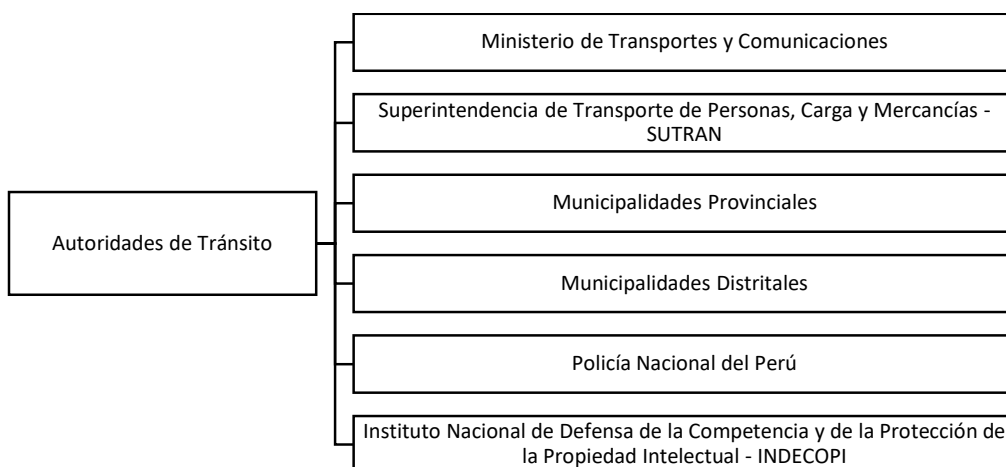 Ministerio de Transportes y Comunicaciones
Superintendencia de Transporte de Personas, Carga y Mercancías -
SUTRAN
Municipalidades Provinciales
Autoridades de Tránsito
Municipalidades Distritales
Policía Nacional del Perú
Instituto Nacional de Defensa de la Competencia y de la Protección de
la Propiedad Intelectual - INDECOPI